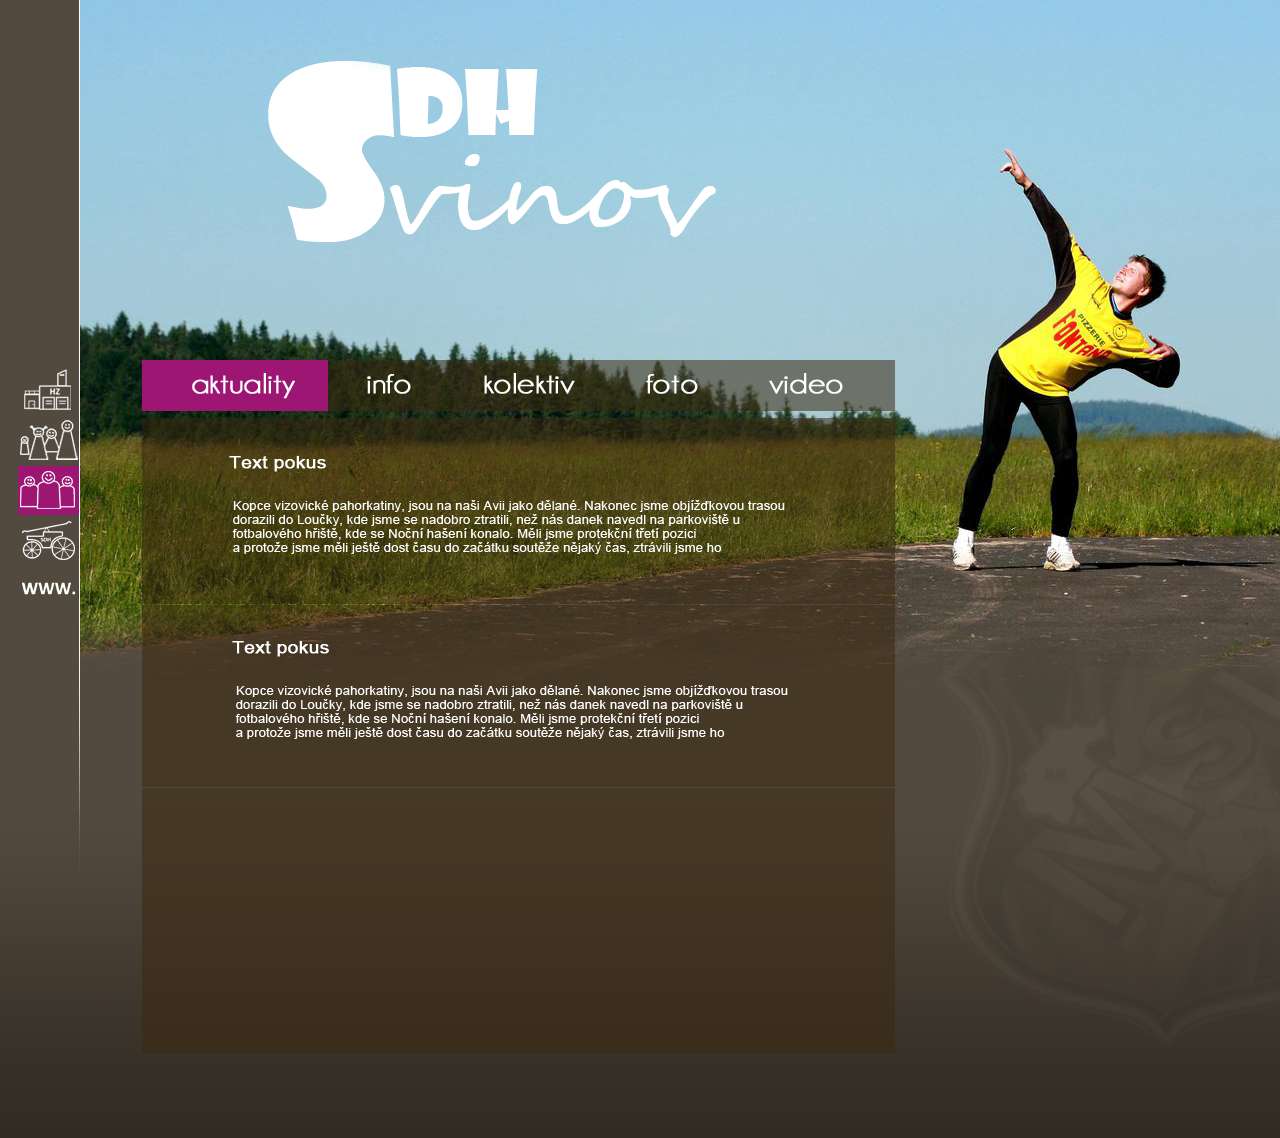 SDH
Svinov
aktuality info kolektiv foto video
HZ
SDH
www.
PIZZERIE
FONTÁNA
Text pokus
Kopce vizovické pahorkatiny, jsou na naši Avii jako dělané. Nakonec jsme objížďkovou trasou
dorazili do Loučky, kde jsme se nadobro ztratili, než nás danek navedl na parkoviště u
fotbalového hřiště, kde se Noční hašení konalo. Měli jsme protekční třetí pozici
a protože jsme měli ještě dost času do začátku soutěže nějaký čas, ztrávili jsme ho
Text pokus
Kopce vizovické pahorkatiny, jsou na naši Avii jako dělané. Nakonec jsme objížďkovou trasou
dorazili do Loučky, kde jsme se nadobro ztratili, než nás danek navedl na parkoviště u
fotbalového hřiště, kde se Noční hašení konalo. Měli jsme protekční třetí pozici
a protože jsme měli ještě dost času do začátku soutěže nějaký čas, ztrávili jsme ho
MSL